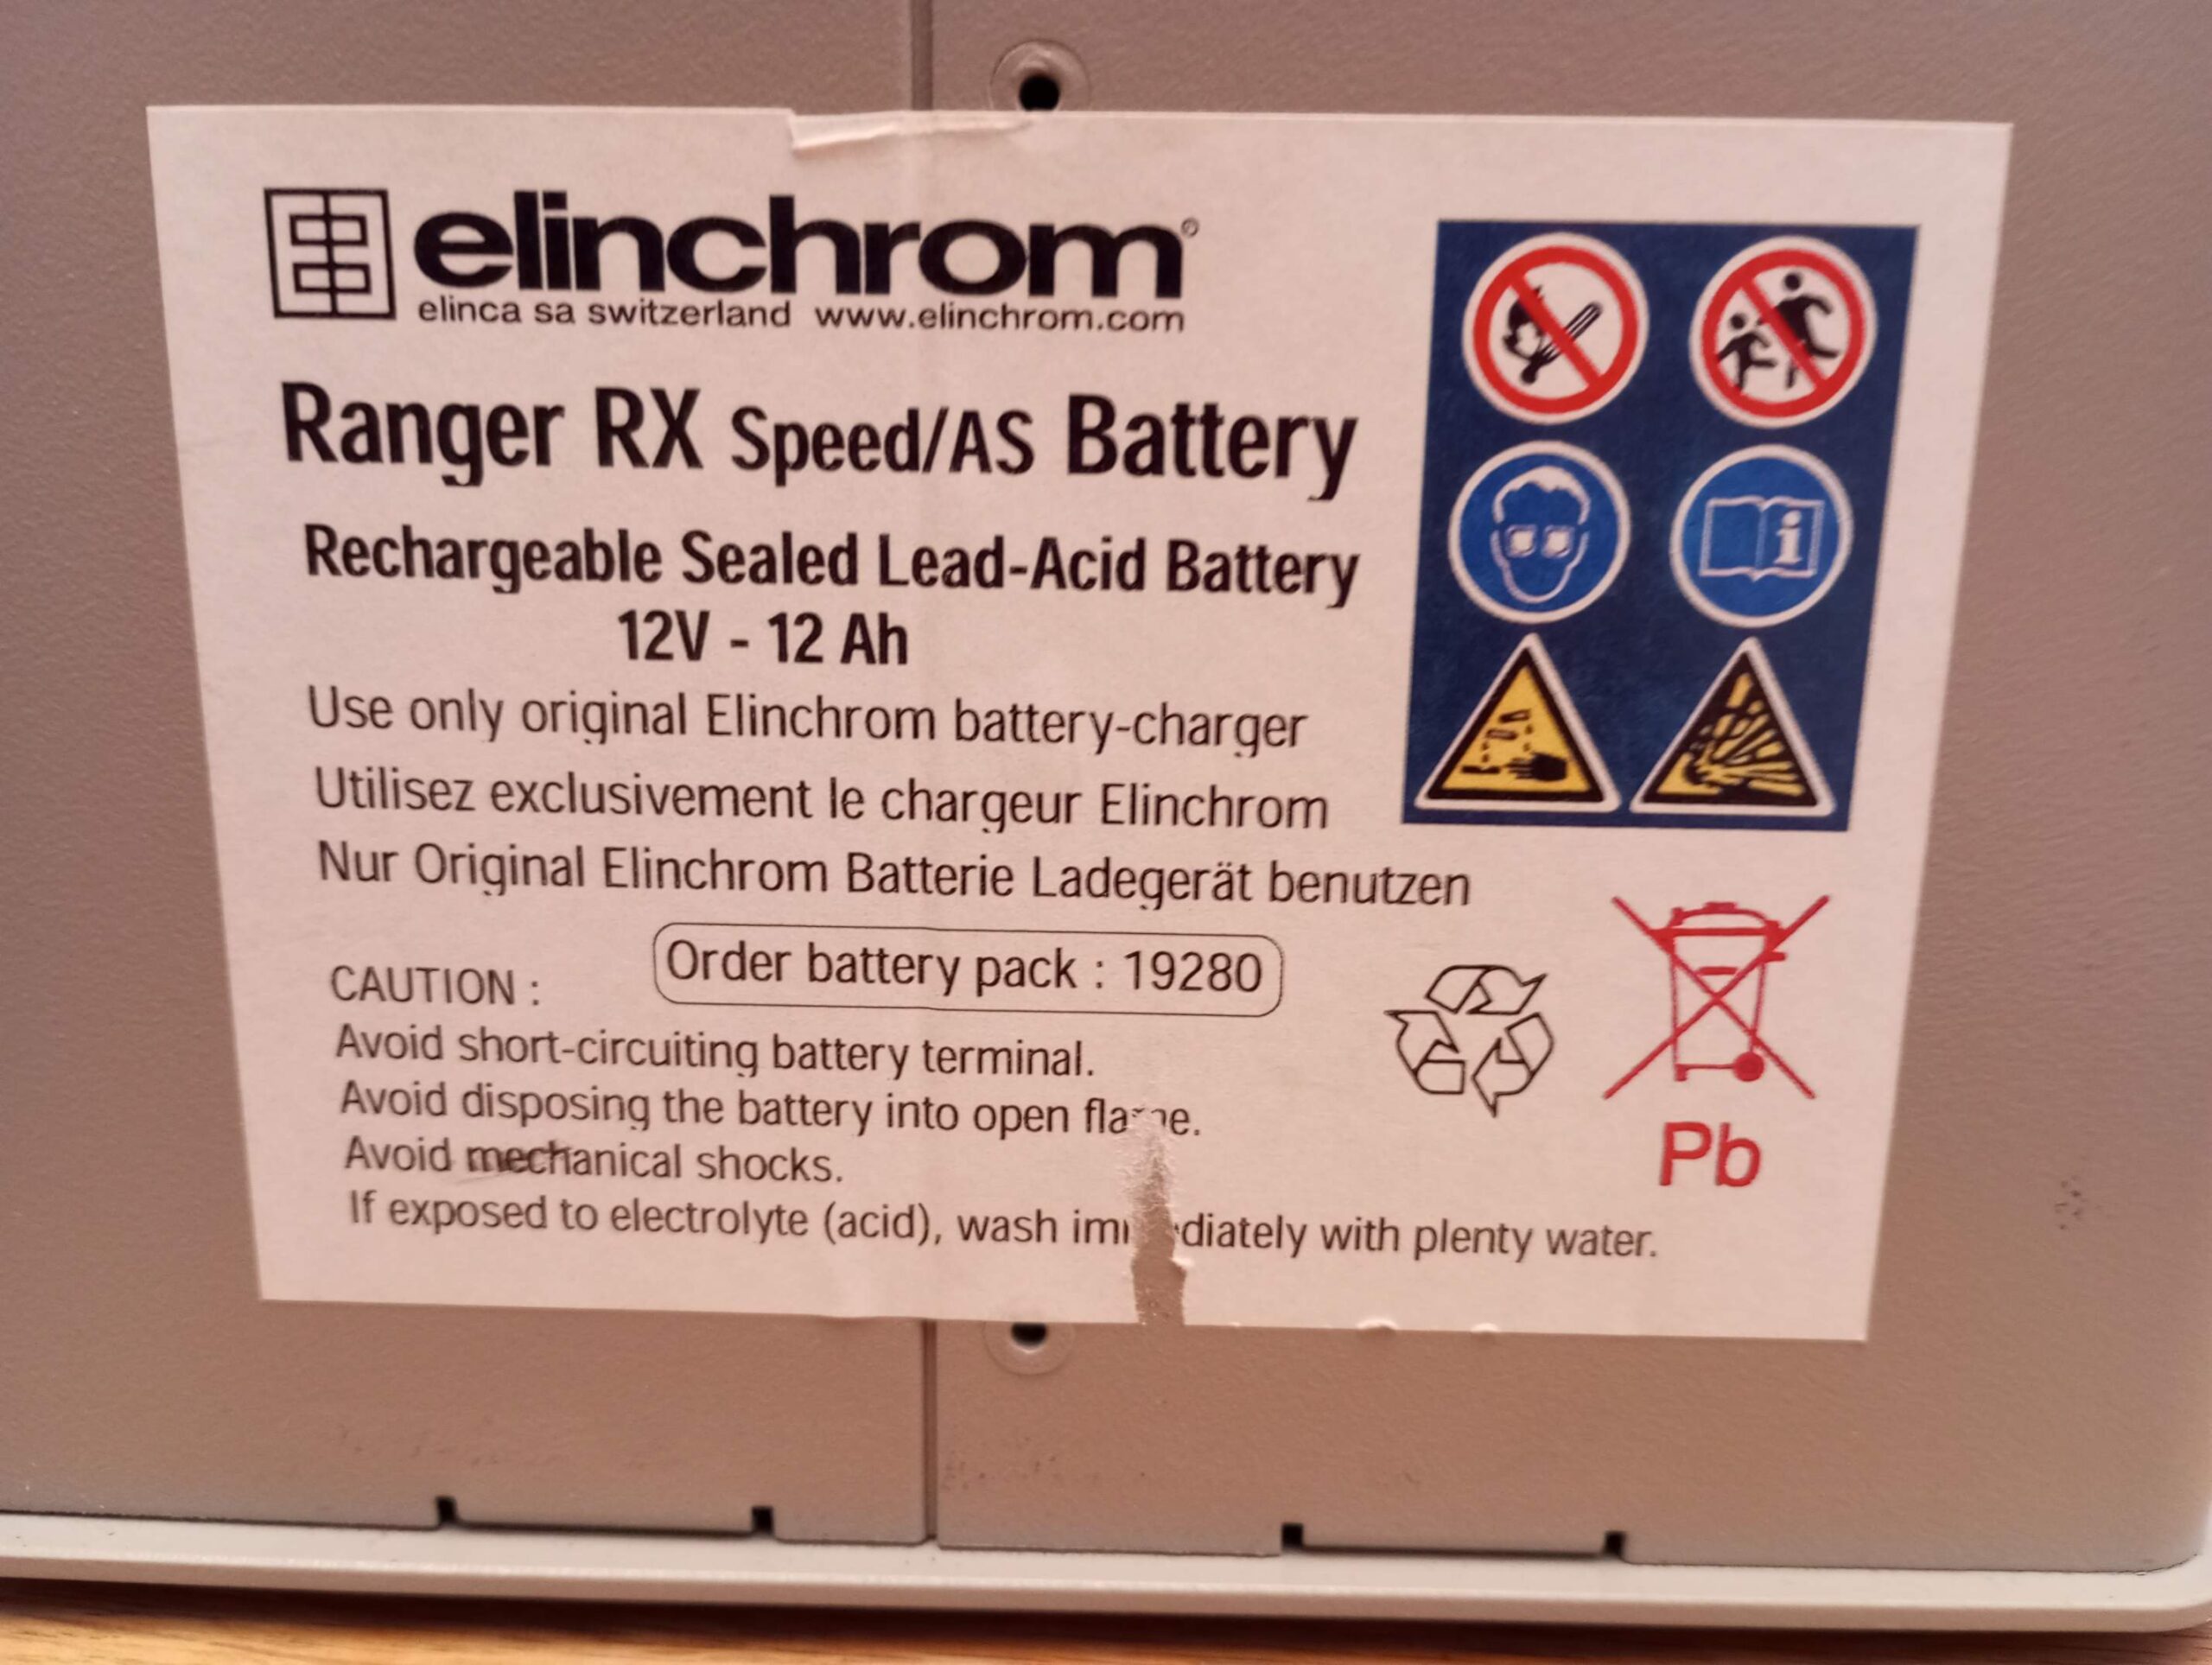 elinchrom®
elinca sa switzerland www.elinchrom.com
Ranger RX Speed/AS Battery
Rechargeable Sealed Lead-Acid Battery
12V - 12 Ah
Use only original Elinchrom battery-charger
Utilisez exclusivement le chargeur Elinchrom
Nur Original Elinchrom Batterie Ladegerät benutzen
Order battery pack : 19280
CAUTION :
Avoid short-circuiting battery terminal.
Avoid disposing the battery into open flame.
Avoid mechanical shocks.
If exposed to electrolyte (acid), wash immediately with plenty water.
i
Pb